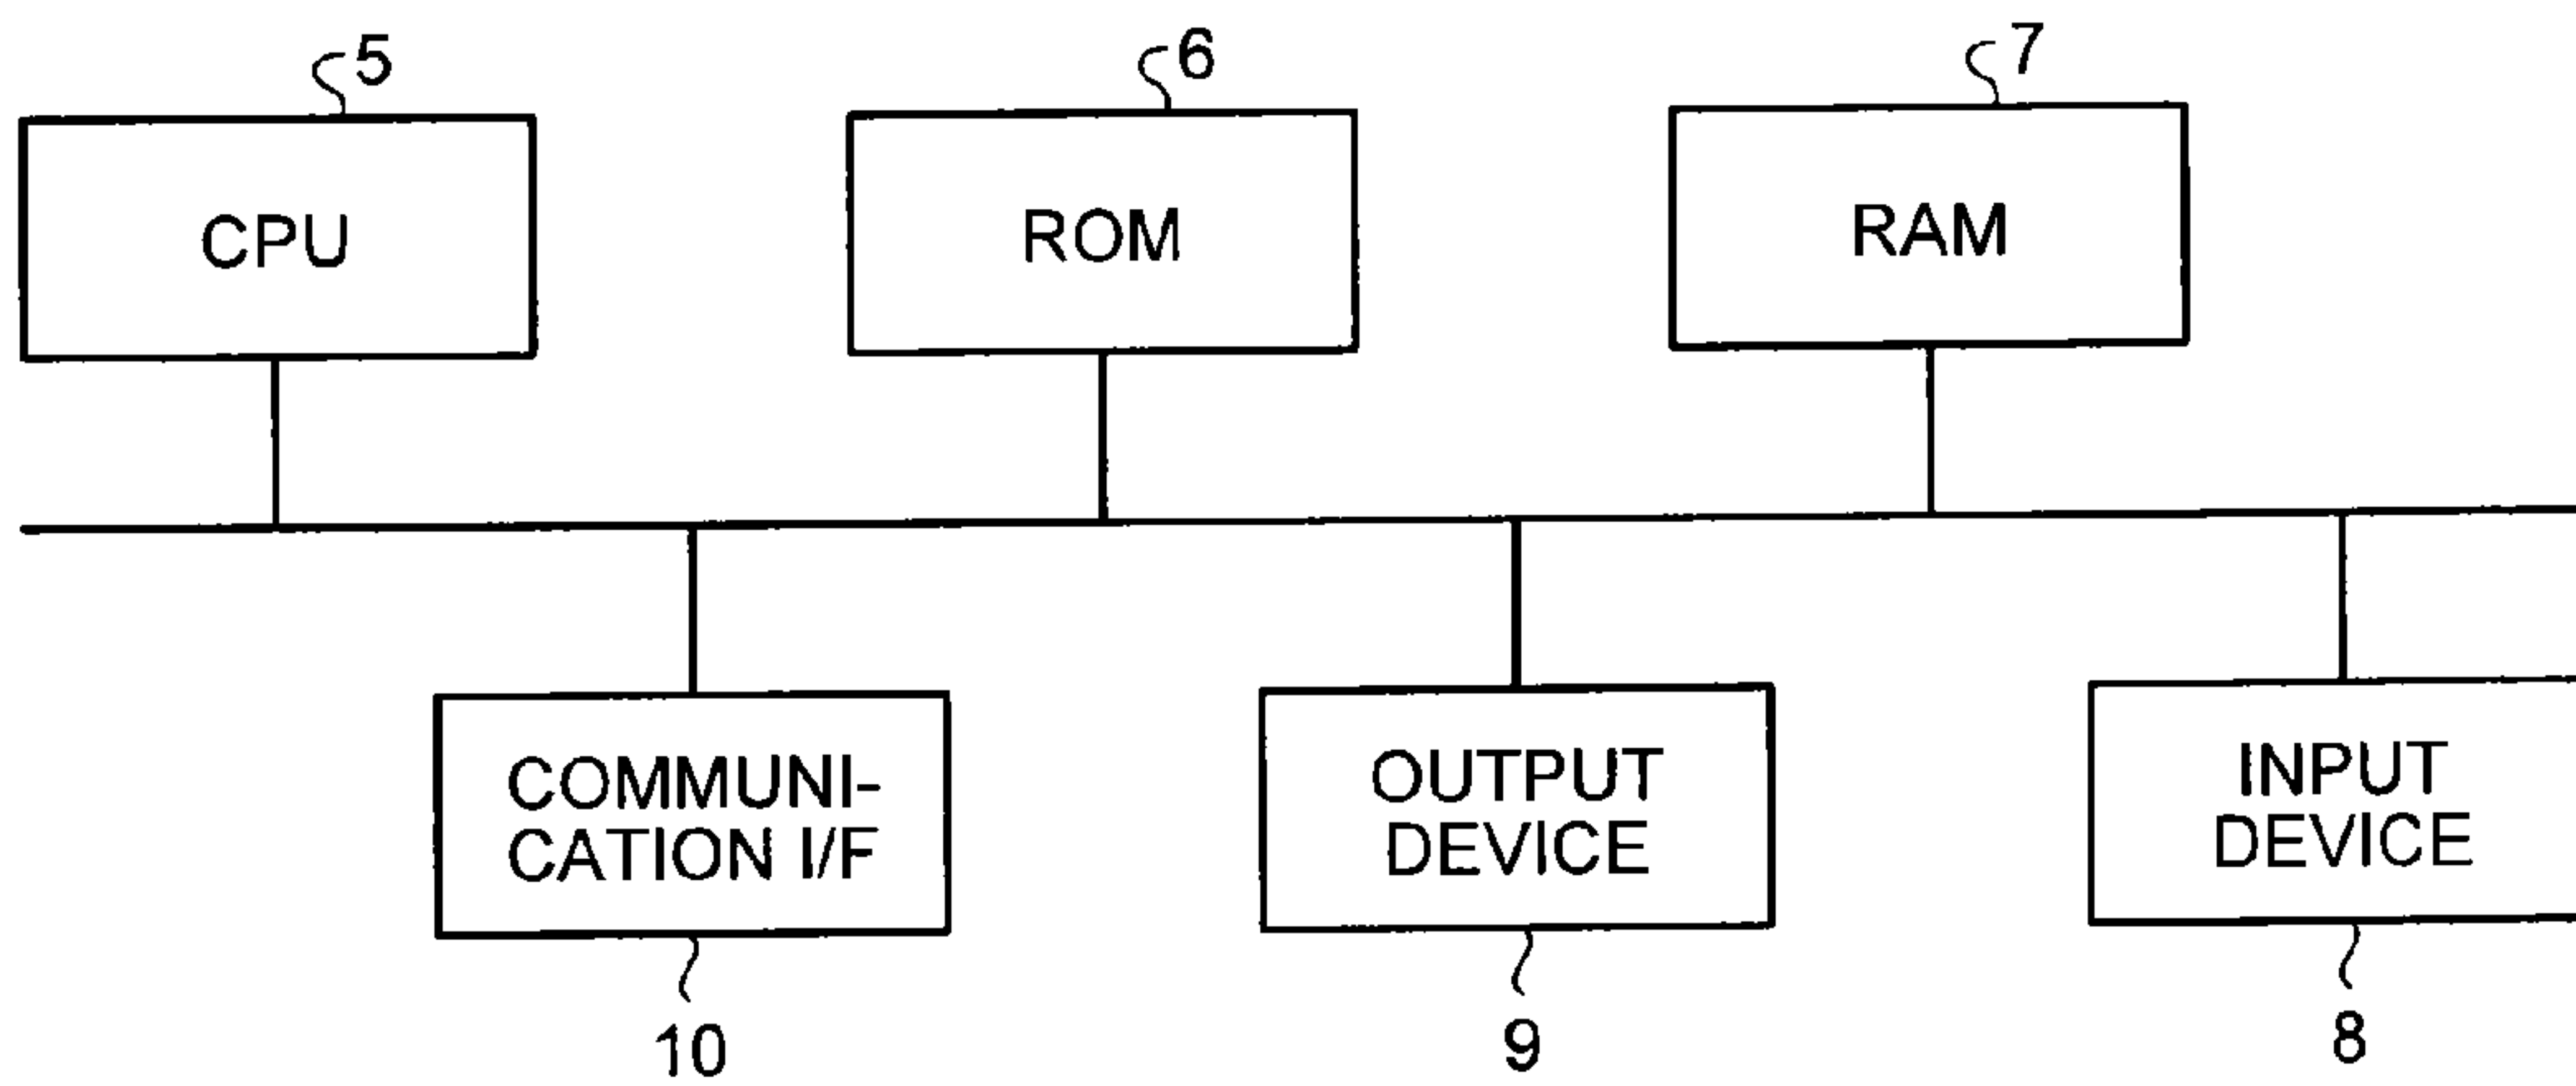 5
6
7
CPU
ROM
RAM
COMMUNI-
CATION I/F
OUTPUT
DEVICE
INPUT
DEVICE
10
9
8